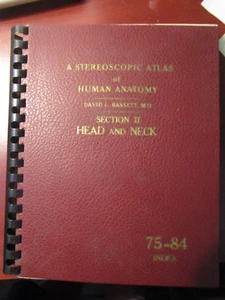 A STEREOSCOPIC ATLAS
of
HUMAN ANATOMY
DAVID L. BASSETT, M.D.
SECTION II
HEAD AND NECK
75-84
INDEX